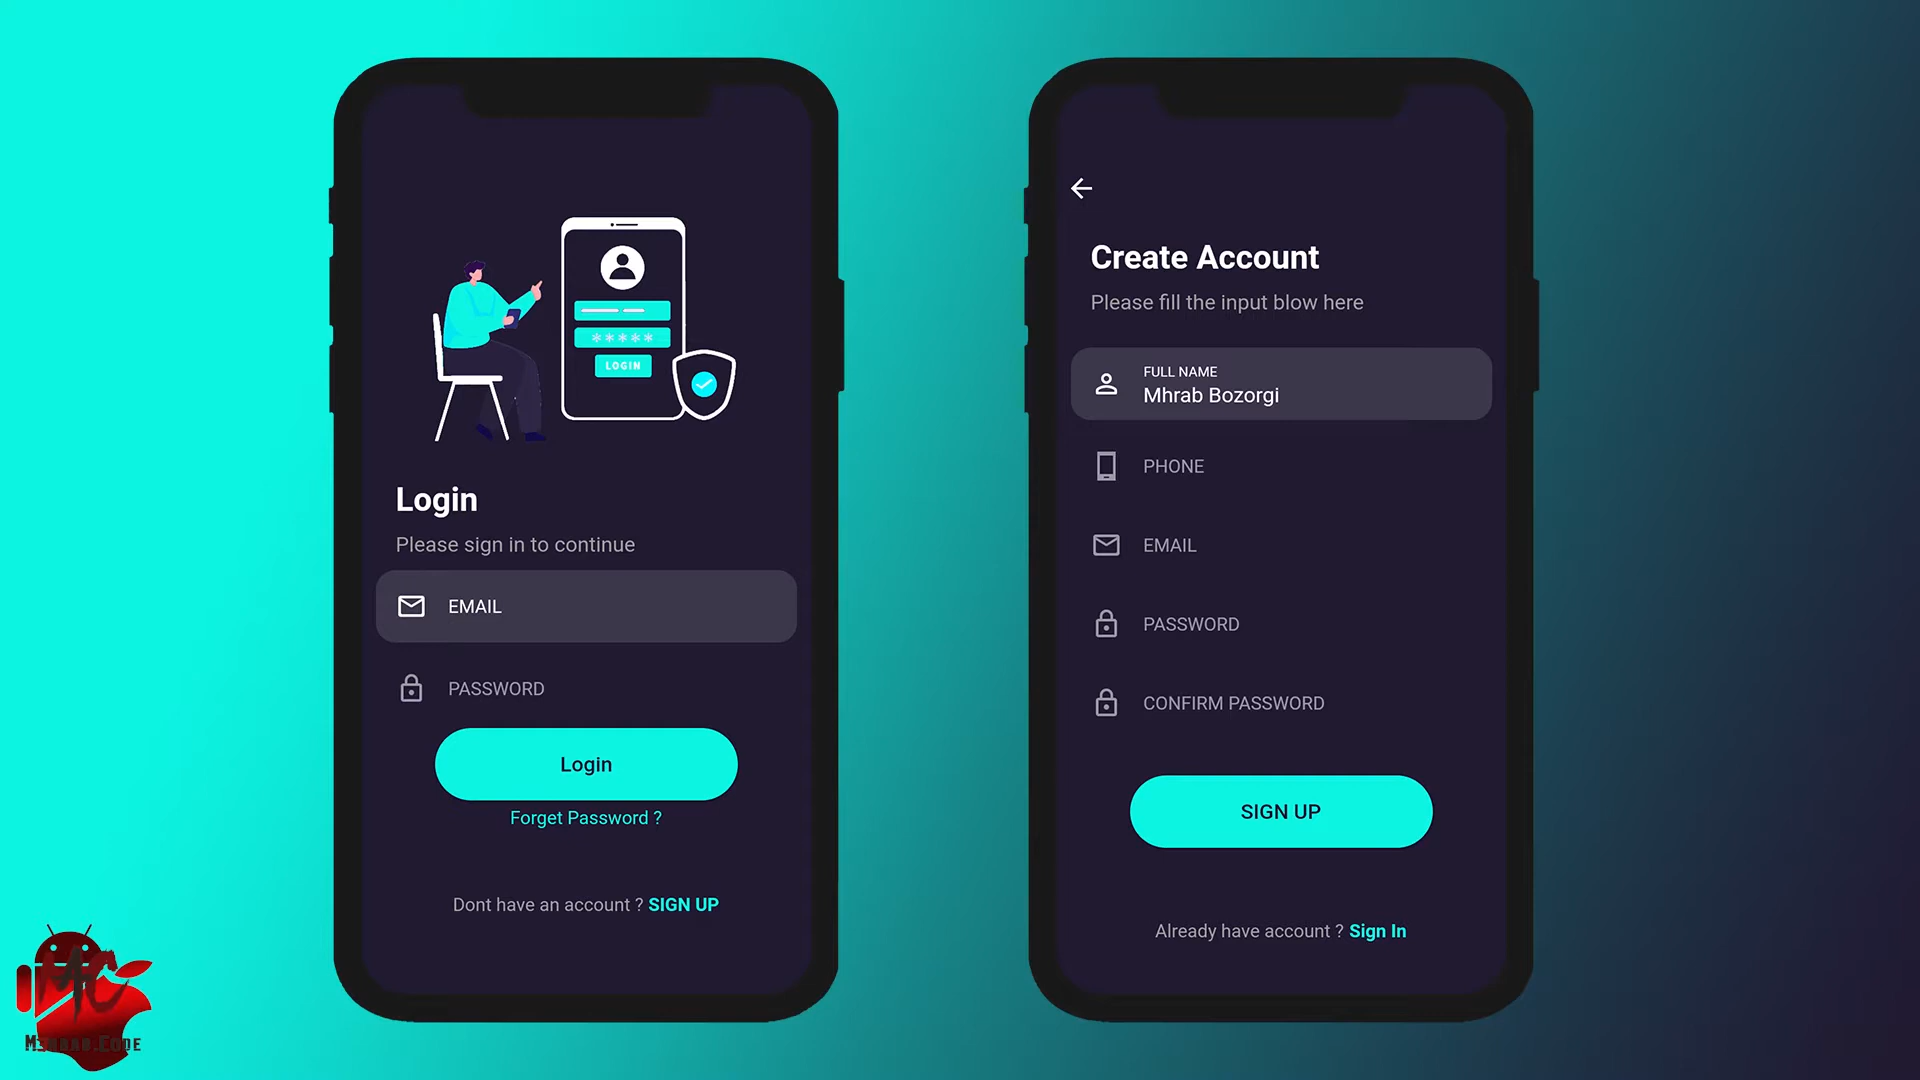 *****
LOGIN
Login
Please sign in to continue
EMAIL
PASSWORD
Login
Forget Password ?
Dont have an account ? SIGN UP
Create Account
Please fill the input blow here
FULL NAME
Mhrab Bozorgi
PHONE
EMAIL
PASSWORD
CONFIRM PASSWORD
SIGN UP
Already have account ? Sign In